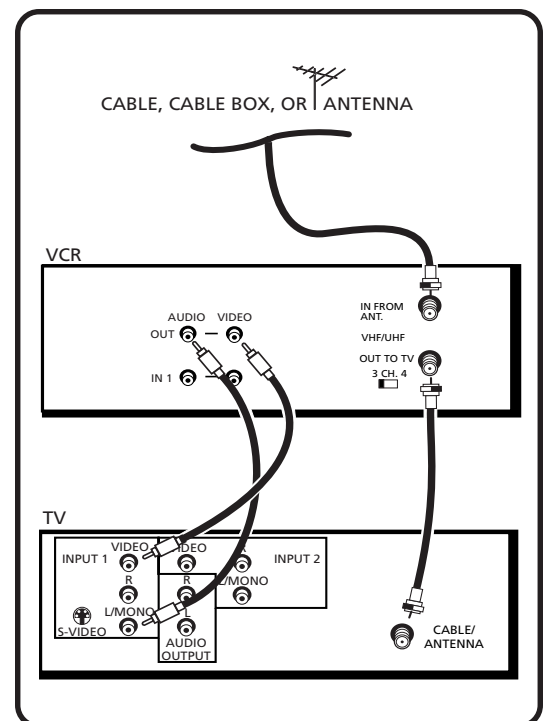 CABLE, CABLE BOX, OR ANTENNA
VCR
AUDIO VIDEO
OUT
IN 1
IN FROM
ANT.
VHF/UHF
OUT TO TV
3 CH. 4
TV
INPUT 1
VIDEO
R
L/MONO
S-VIDEO
R
L
AUDIO
OUTPUT
INPUT 2
CABLE/
ANTENNA